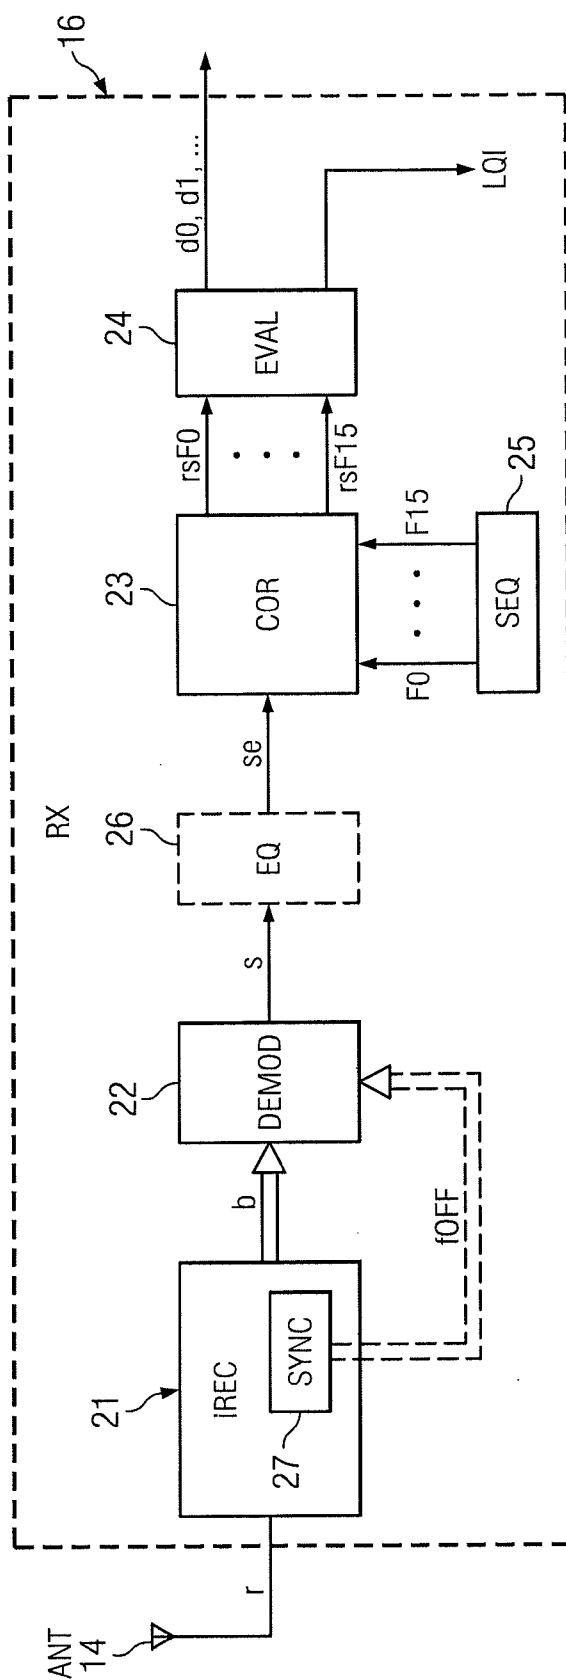 16
RX
ANT
14
r
21
iREC
SYNC
27
b
fOFF
22
DEMOD
s
26
EQ
se
23
COR
F0
F15
SEQ
25
rsF0
rsF15
24
EVAL
d0, d1, ...
LQI